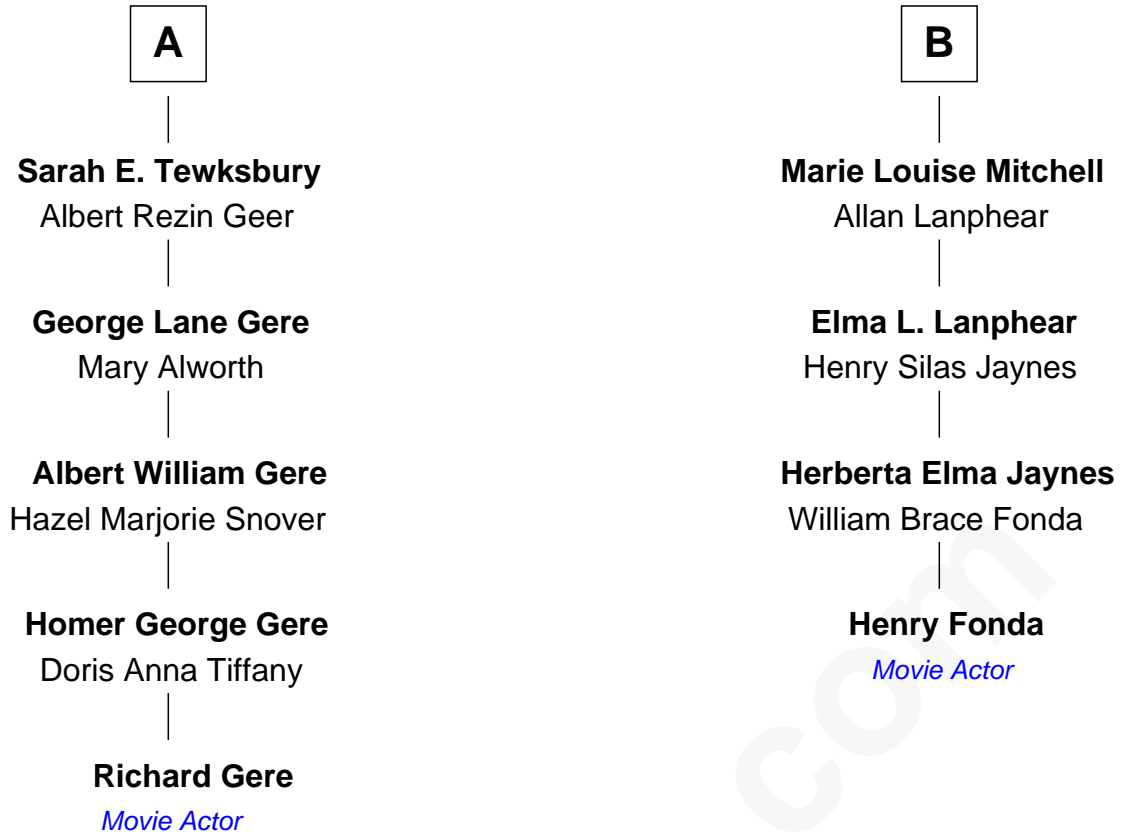 A
B
Sarah E. Tewksbury
Albert Rezin Geer
Marie Louise Mitchell
Allan Lanphear
George Lane Gere
Mary Alworth
Elma L. Lanphear
Henry Silas Jaynes
Albert William Gere
Hazel Marjorie Snover
Herberta Elma Jaynes
William Brace Fonda
Homer George Gere
Doris Anna Tiffany
Henry Fonda
Movie Actor
Richard Gere
Movie Actor
com